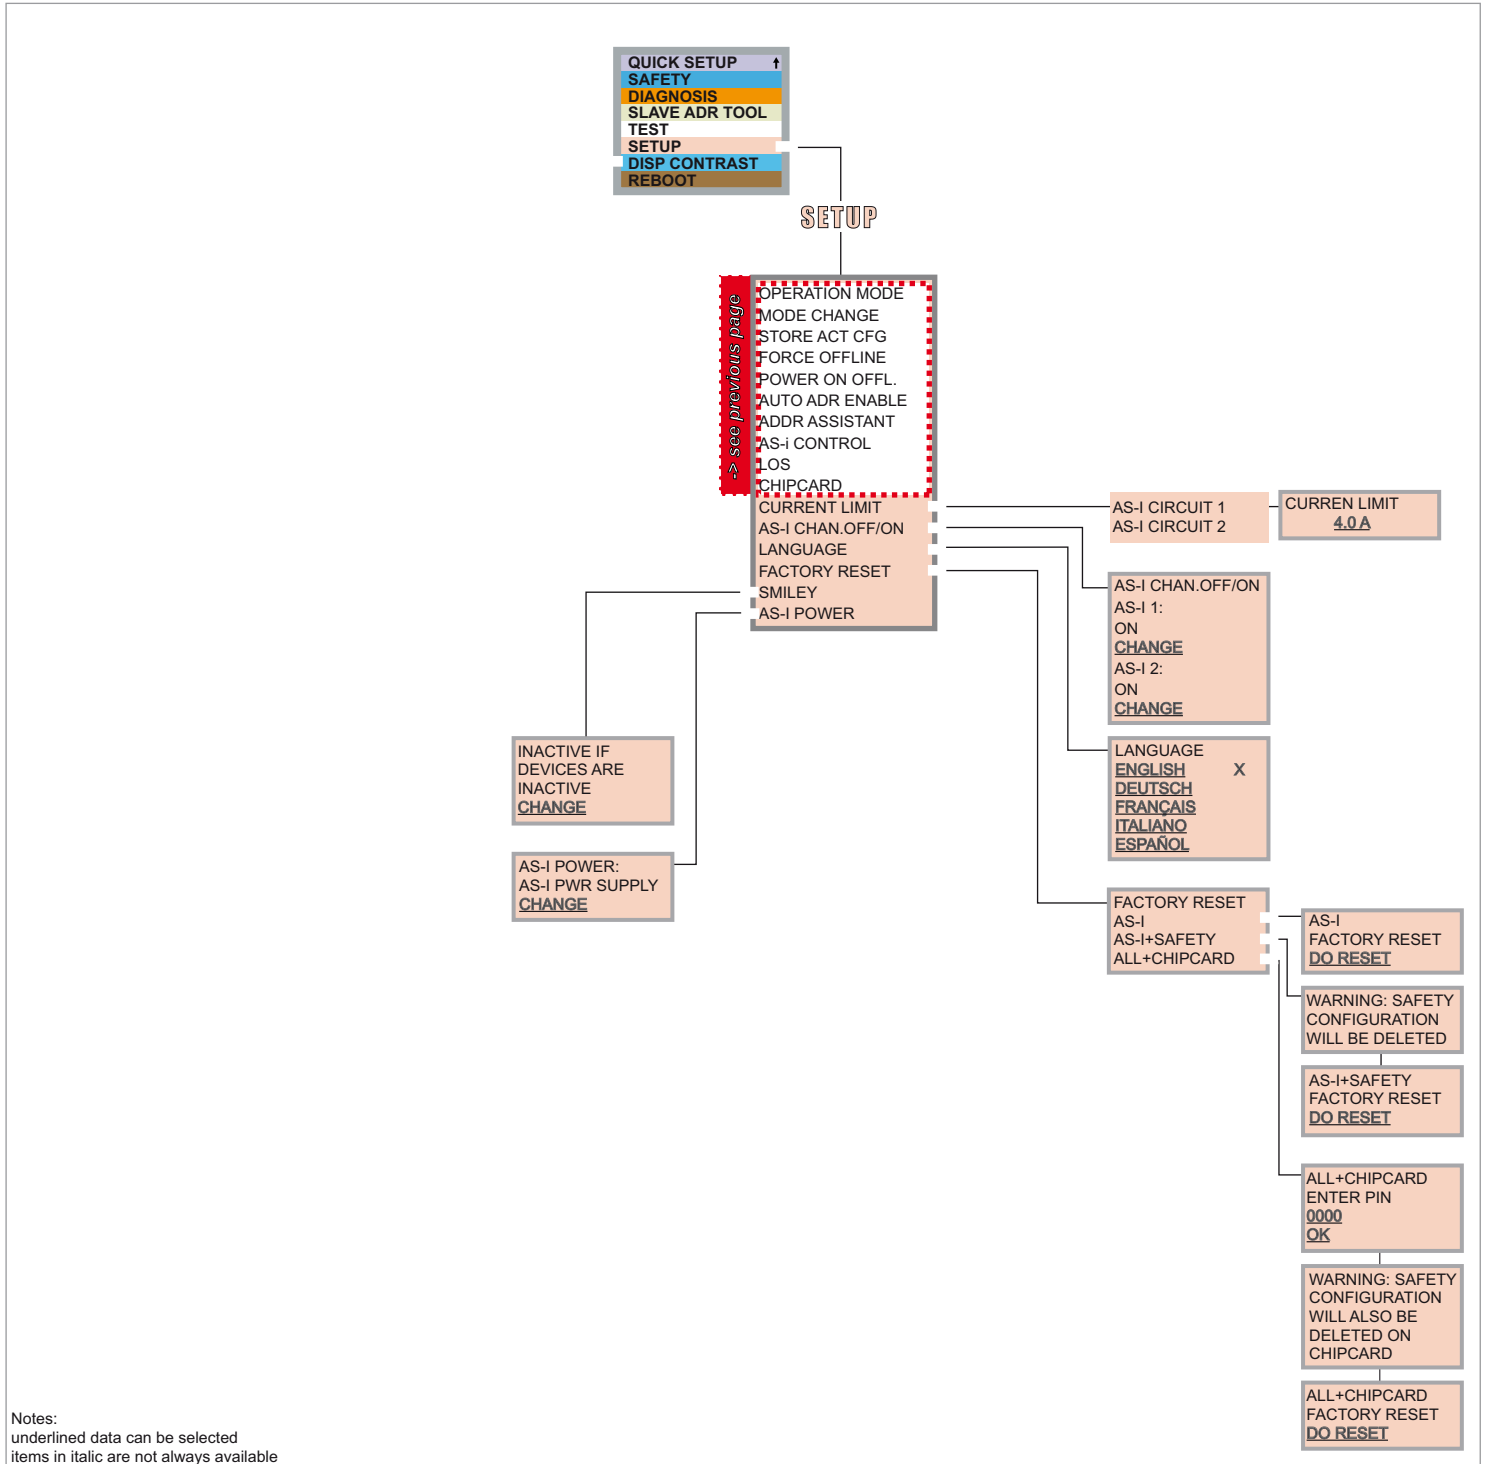 QUICK SETUP
SAFETY
DIAGNOSIS
SLAVE ADR TOOL
TEST
SETUP
DISP CONTRAST
REBOOT
SETUP
-> see previous page
OPERATION MODE
MODE CHANGE
STORE ACT CFG
FORCE OFFLINE
POWER ON OFFL.
AUTO ADR ENABLE
ADDR ASSISTANT
AS-i CONTROL
LOS
CHIPCARD
CURRENT LIMIT
AS-I CHAN.OFF/ON
LANGUAGE
FACTORY RESET
SMILEY
AS-I POWER
AS-I CIRCUIT 1
AS-I CIRCUIT 2
CURREN LIMIT
4.0 A
AS-I CHAN.OFF/ON
AS-I 1:
ON
CHANGE
AS-I 2:
ON
CHANGE
INACTIVE IF
DEVICES ARE
INACTIVE
CHANGE
LANGUAGE
ENGLISH X
DEUTSCH
FRANÇAIS
ITALIANO
ESPAÑOL
AS-I POWER:
AS-I PWR SUPPLY
CHANGE
FACTORY RESET
AS-I
AS-I+SAFETY
ALL+CHIPCARD
AS-I
FACTORY RESET
DO RESET
WARNING: SAFETY
CONFIGURATION
WILL BE DELETED
AS-I+SAFETY
FACTORY RESET
DO RESET
ALL+CHIPCARD
ENTER PIN
0000
OK
WARNING: SAFETY
CONFIGURATION
WILL ALSO BE
DELETED ON
CHIPCARD
ALL+CHIPCARD
FACTORY RESET
DO RESET
Notes:
underlined data can be selected
items in italic are not always available